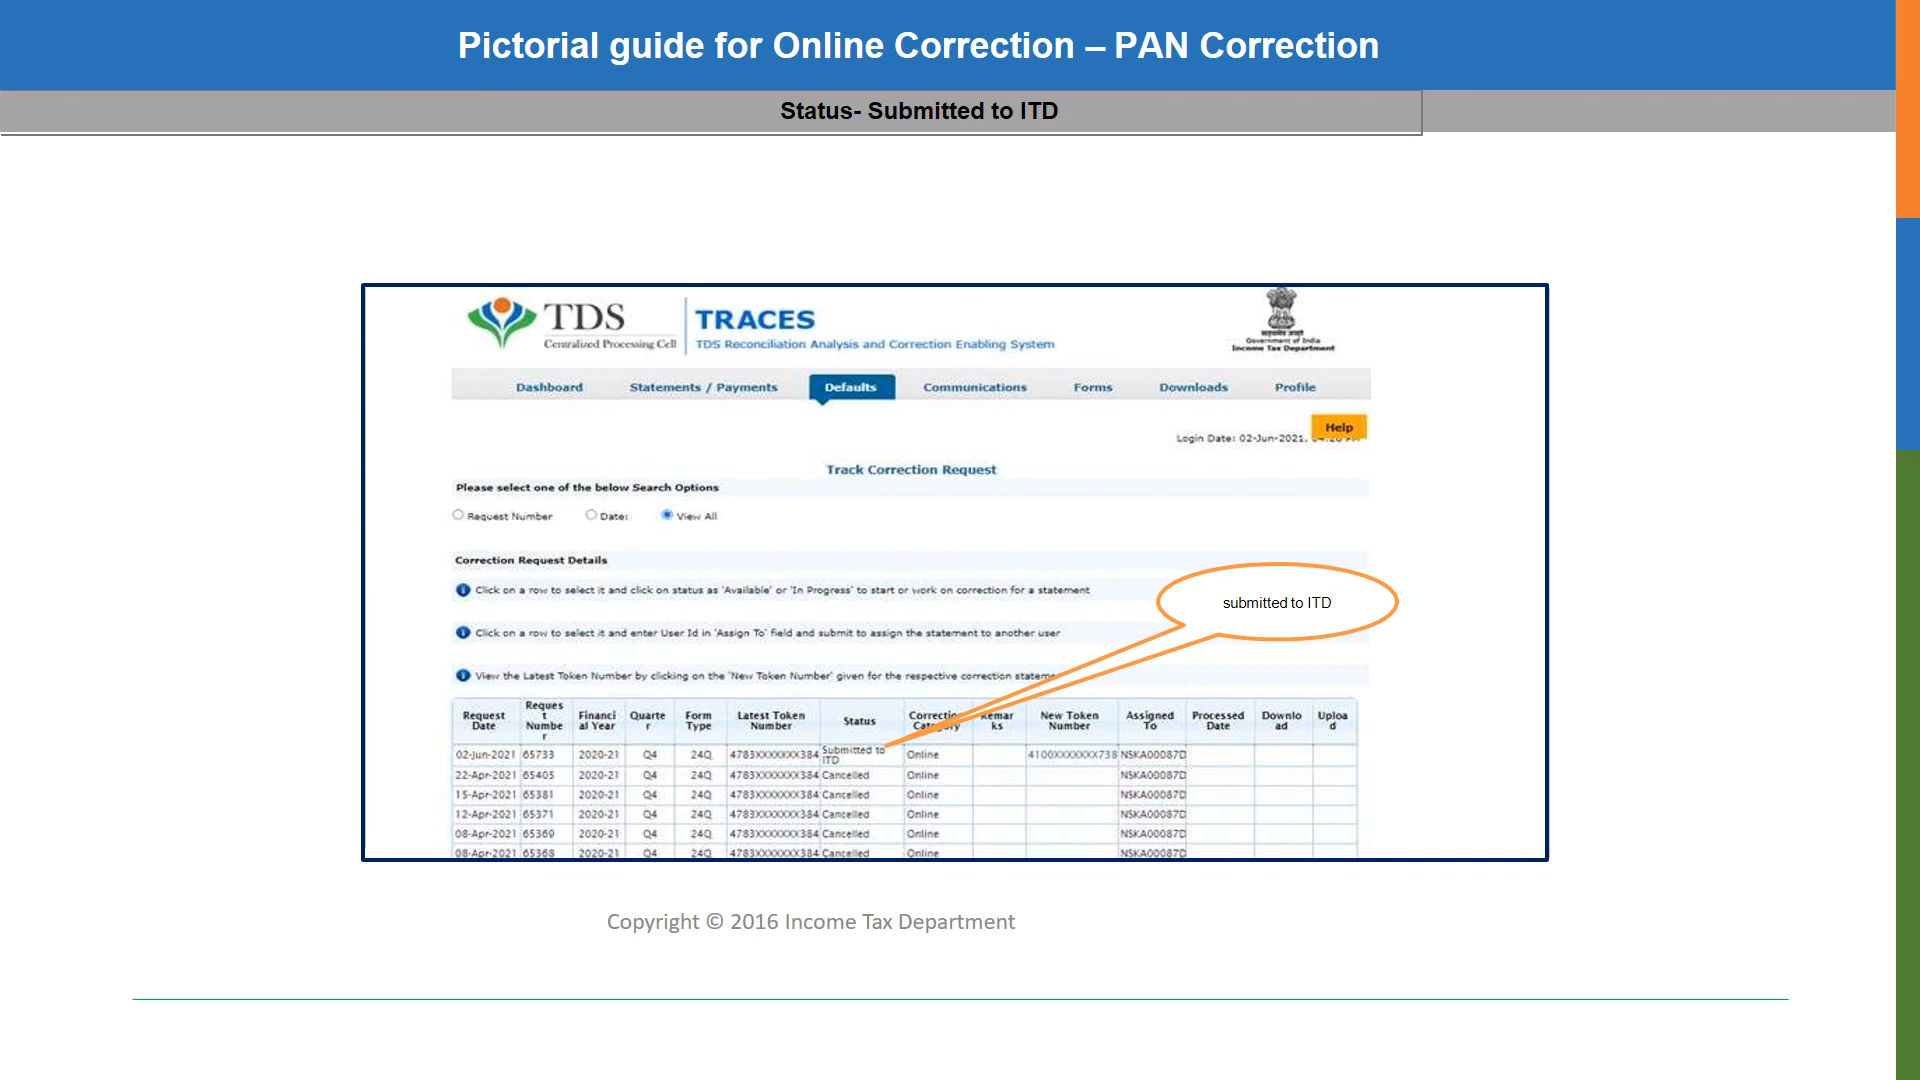 Pictorial guide for Online Correction – PAN Correction
Status- Submitted to ITD
TDS
Centralized Processing Cell
TRACES
TDS Reconciliation Analysis and Correction Enabling System
सत्यमेव जयते
Government of India
Income Tax Department
Dashboard Statements / Payments Defaults Communications Forms Downloads Profile
Help
Login Date: 02-Jun-2021,
Track Correction Request
Please select one of the below Search Options
Request Number Date: View All
Correction Request Details
Click on a row to select it and click on status as 'Available' or 'In Progress' to start or work on correction for a statement
submitted to ITD
Click on a row to select it and enter User Id in 'Assign To' field and submit to assign the statement to another user
View the Latest Token Number by clicking on the 'New Token Number' given for the respective correction
Request Date Request Number Financial Year Quarter Form Type Latest Token Number Status Correction Category Remarks New Token Number Assigned To Processed Date Download Upload
02-Jun-2021 65733 2020-21 Q4 24Q 4783XXXXXXX384 Submitted to ITD Online 4100XXXXXXX738 NSKA00087D
22-Apr-2021 65405 2020-21 Q4 24Q 4783XXXXXXX384 Cancelled Online NSKA00087D
15-Apr-2021 65381 2020-21 Q4 24Q 4783XXXXXXX384 Cancelled Online NSKA00087D
12-Apr-2021 65371 2020-21 Q4 24Q 4783XXXXXXX384 Cancelled Online NSKA00087D
08-Apr-2021 65369 2020-21 Q4 24Q 4783XXXXXXX384 Cancelled Online NSKA00087D
08-Apr-2021 65368 2020-21 Q4 24Q 4783XXXXXXX384 Cancelled Online NSKA00087D
Copyright © 2016 Income Tax Department